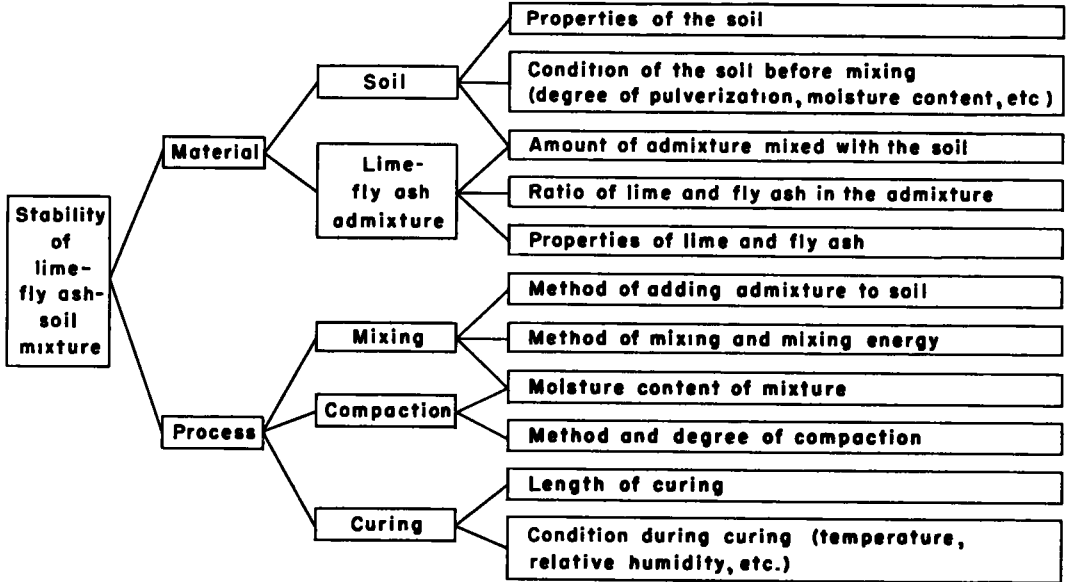 Stability
of
lime-
fly ash-
soil
mixture
Material
Process
Soil
Lime-
fly ash
admixture
Mixing
Compaction
Curing
Properties of the soil
Condition of the soil before mixing
(degree of pulverization, moisture content, etc)
Amount of admixture mixed with the soil
Ratio of lime and fly ash in the admixture
Properties of lime and fly ash
Method of adding admixture to soil
Method of mixing and mixing energy
Moisture content of mixture
Method and degree of compaction
Length of curing
Condition during curing (temperature,
relative humidity, etc.)